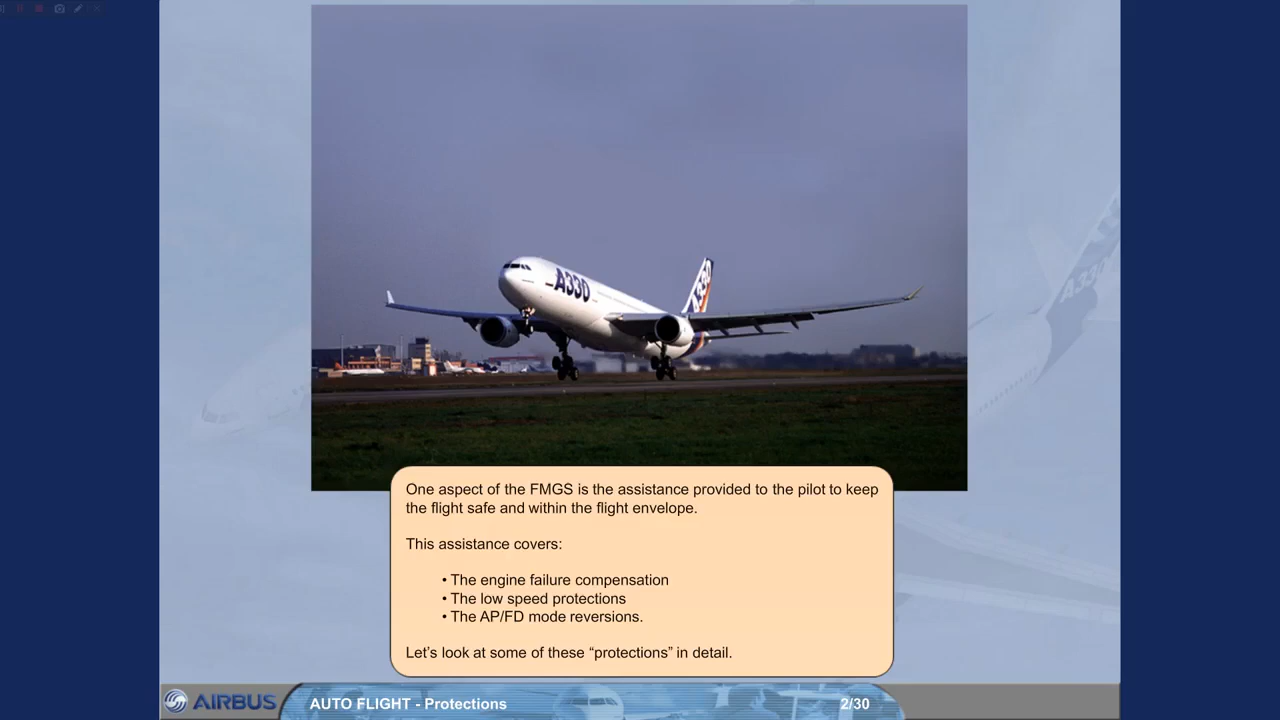 A330
One aspect of the FMGS is the assistance provided to the pilot to keep
the flight safe and within the flight envelope.
This assistance covers:
• The engine failure compensation
• The low speed protections
• The AP/FD mode reversions.
Let’s look at some of these “protections” in detail.
AIRBUS
AUTO FLIGHT - Protections
2/30